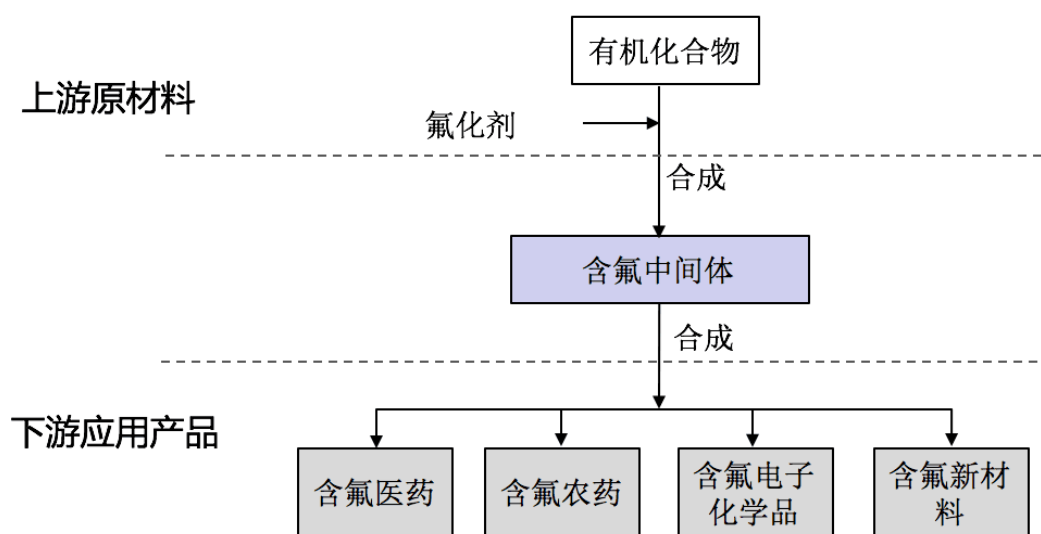 有机化合物
上游原材料
氟化剂
合成
含氟中间体
合成
下游应用产品
含氟医药
含氟农药
含氟电子
化学品
含氟新材
料